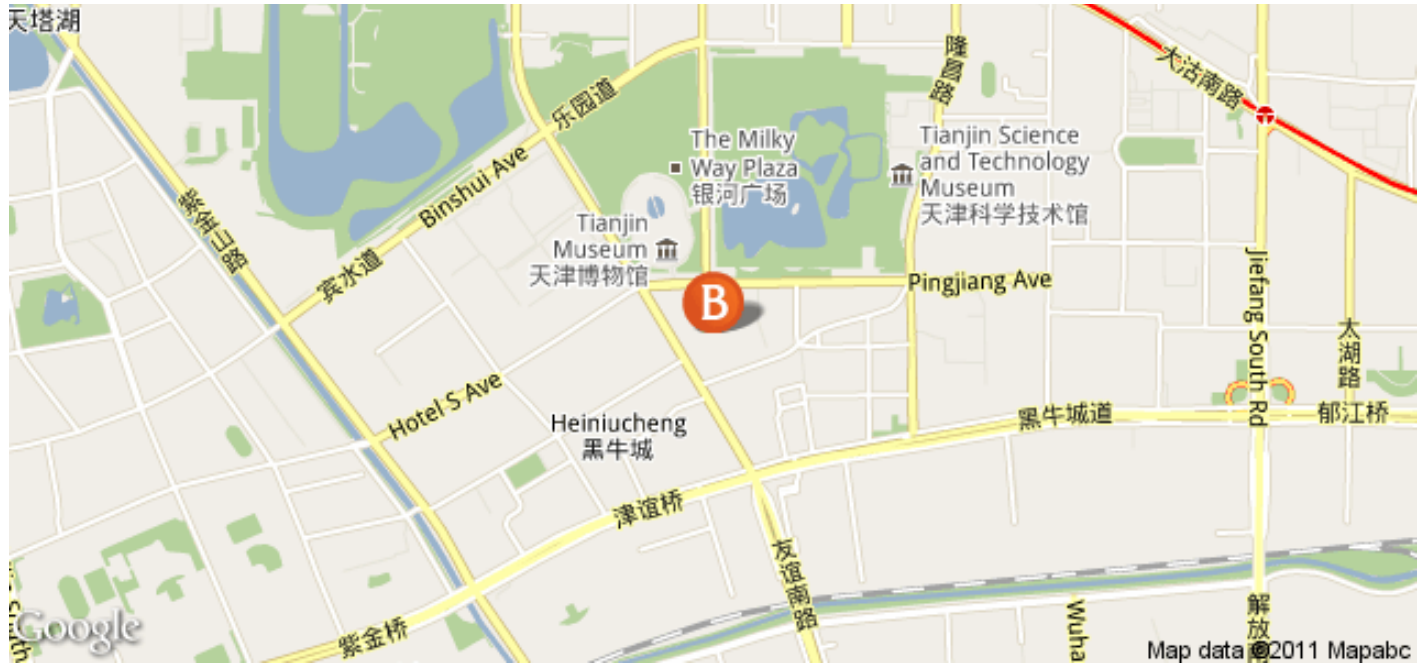 天塔湖
隆昌路
大沽南路
乐园道
The Milky
Way Plaza
银河广场
Tianjin Science
and Technology
Museum
天津科学技术馆
紫金山路
Binshui Ave
Tianjin
Museum
天津博物馆
宾水道
B
Pingjiang Ave
Jiefang South Rd
太湖路
Hotel S Ave
Heiniucheng
黑牛城
黑牛城道
郁江桥
津谊桥
友谊南路
紫金桥
Wuha
解放
Google
Map data ©2011 Mapabc